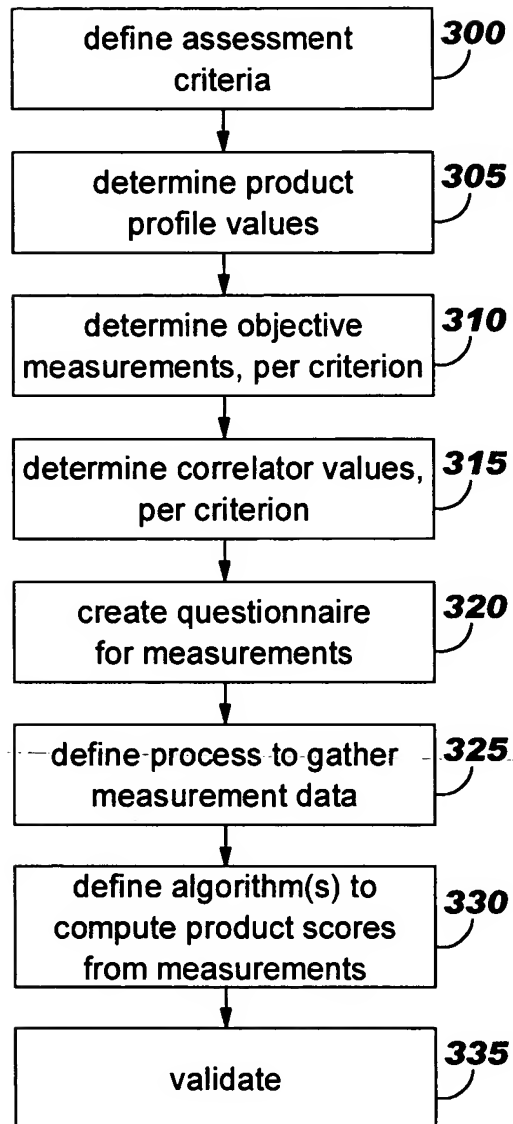 define assessment
criteria
300
determine product
profile values
305
determine objective
measurements, per criterion
310
determine correlator values,
per criterion
315
create questionnaire
for measurements
320
define process to gather
measurement data
325
define algorithm(s) to
compute product scores
from measurements
330
validate
335